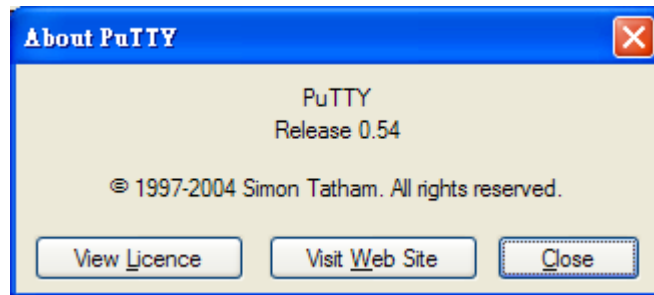 About PuTTY
PuTTY
Release 0.54
© 1997-2004 Simon Tatham. All rights reserved.
View Licence
Visit Web Site
Close